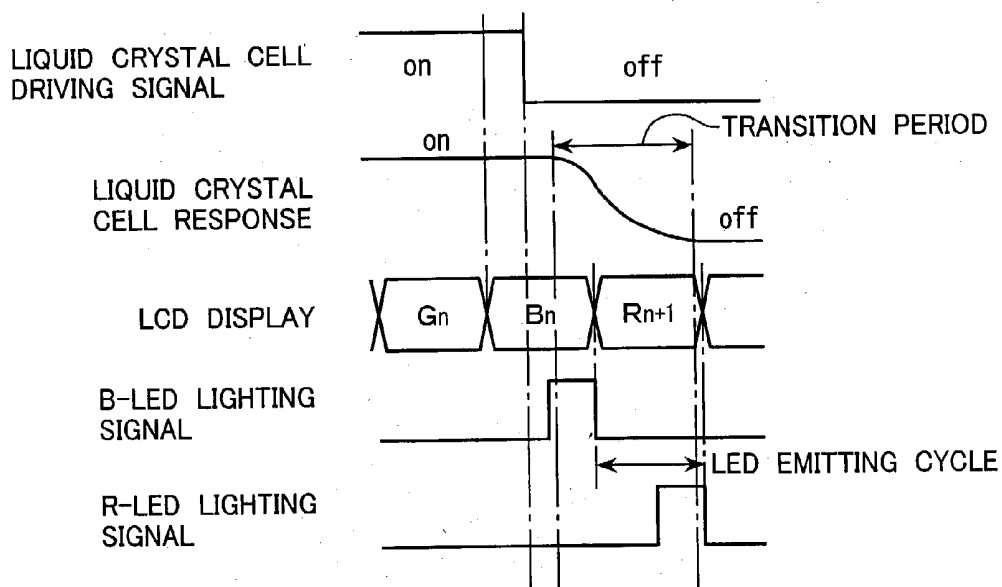 LIQUID CRYSTAL CELL
DRIVING SIGNAL
on
off
TRANSITION PERIOD
on
LIQUID CRYSTAL
CELL RESPONSE
off
LCD DISPLAY
Gn
Bn
Rn+1
B-LED LIGHTING
SIGNAL
LED EMITTING CYCLE
R-LED LIGHTING
SIGNAL